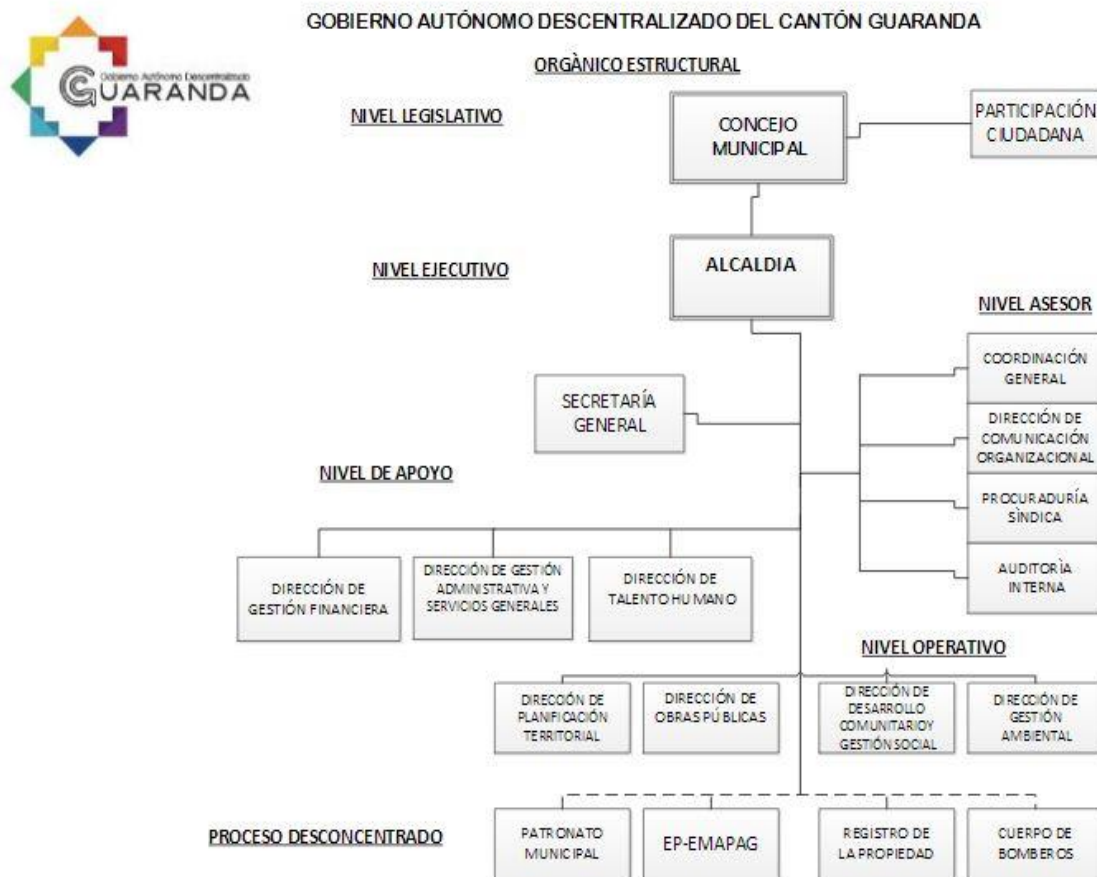 GOBIERNO AUTÓNOMO DESCENTRALIZADO DEL CANTÓN GUARANDA
Gobierno Autónomo Descentralizado
GUARANDA
ORGÀNICO ESTRUCTURAL
NIVEL LEGISLATIVO
CONCEJO
MUNICIPAL
PARTICIPACIÓN
CIUDADANA
NIVEL EJECUTIVO
ALCALDIA
NIVEL ASESOR
COORDINACIÓN
GENERAL
SECRETARÍA
GENERAL
DIRECCIÓN DE
COMUNICACIÓN
ORGANIZACIONAL
NIVEL DE APOYO
PROCURADURÍA
SÌNDICA
AUDITORÌA
INTERNA
DIRECCIÓN DE
GESTIÓN FINANCIERA
DIRECCIÓN DE GESTIÓN
ADMINISTRATIVA Y
SERVICIOS GENERALES
DIRECCIÓN DE
TALENTO HUMANO
NIVEL OPERATIVO
DIRECCIÓN DE
PLANIFICACIÓN
TERRITORIAL
DIRECCIÓN DE
OBRAS PÚBLICAS
DIRECCIÓN DE
DESARROLLO
COMUNITARIO Y
GESTIÓN SOCIAL
DIRECCIÓN DE
GESTIÓN
AMBIENTAL
PROCESO DESCONCENTRADO
PATRONATO
MUNICIPAL
EP-EMAPAG
REGISTRO DE
LA PROPIEDAD
CUERPO DE
BOMBEROS